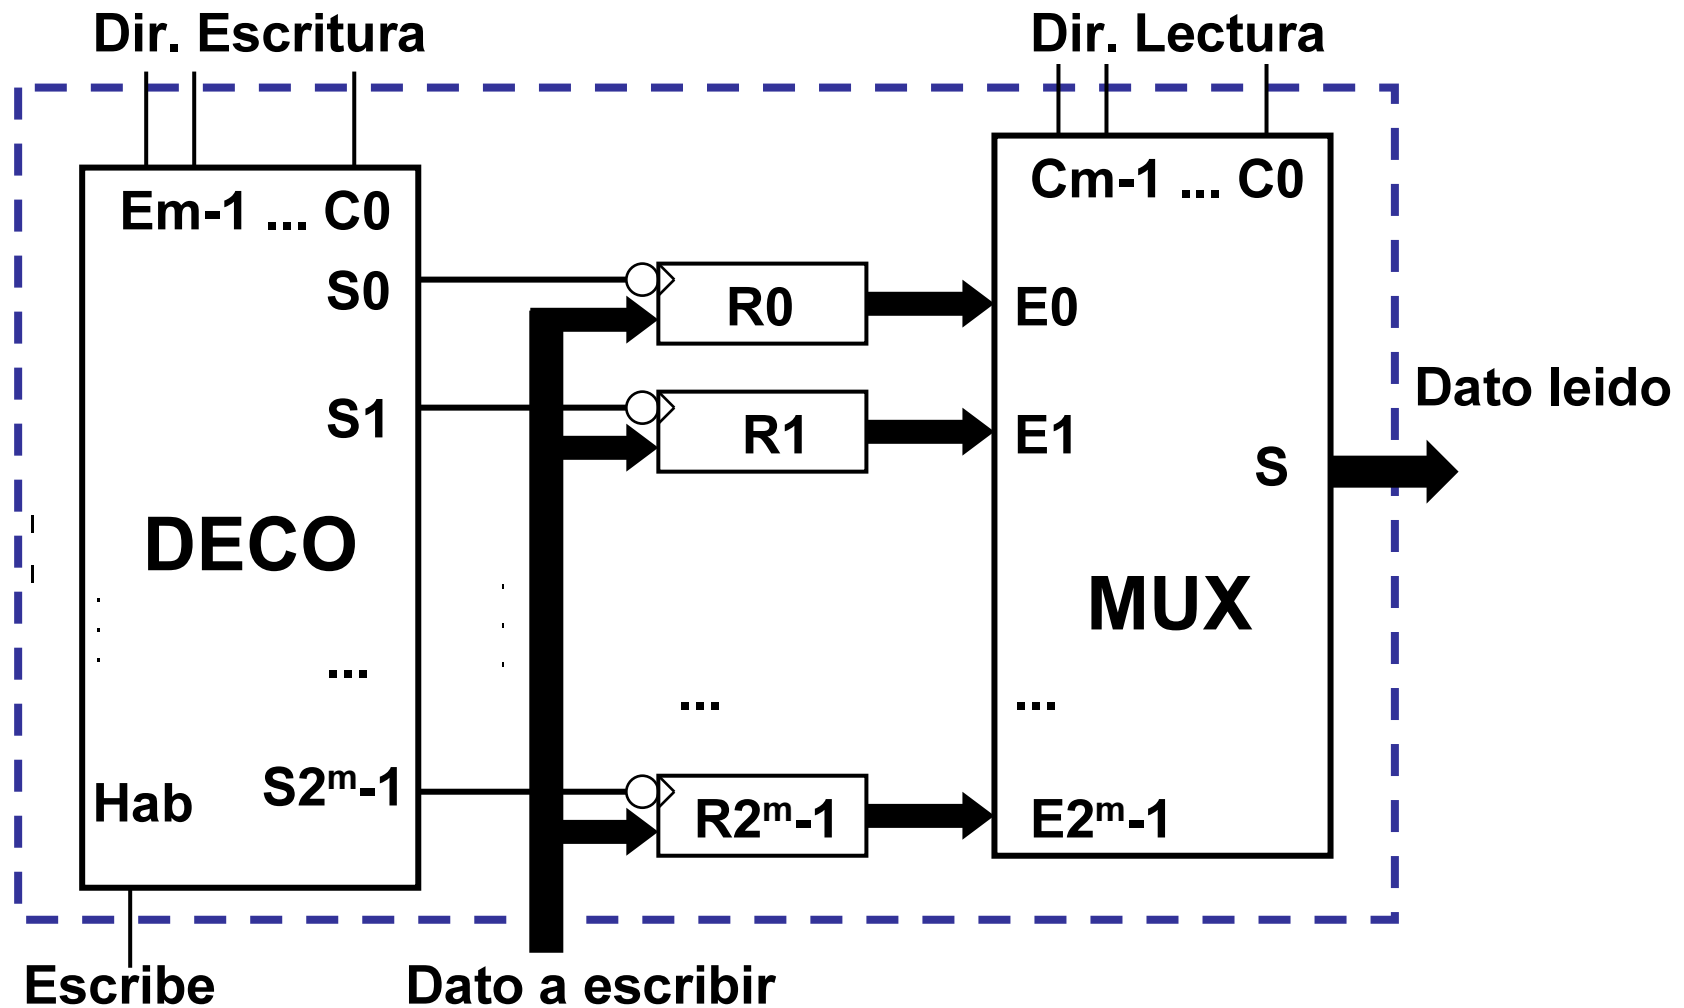 Dir. Escritura
Dir. Lectura
Em-1 ... C0
Cm-1 ... C0
S0
R0
E0
S1
R1
E1
Dato leido
S
DECO
MUX
...
...
...
S2ᵐ-1
Hab
R2ᵐ-1
E2ᵐ-1
Escribe
Dato a escribir